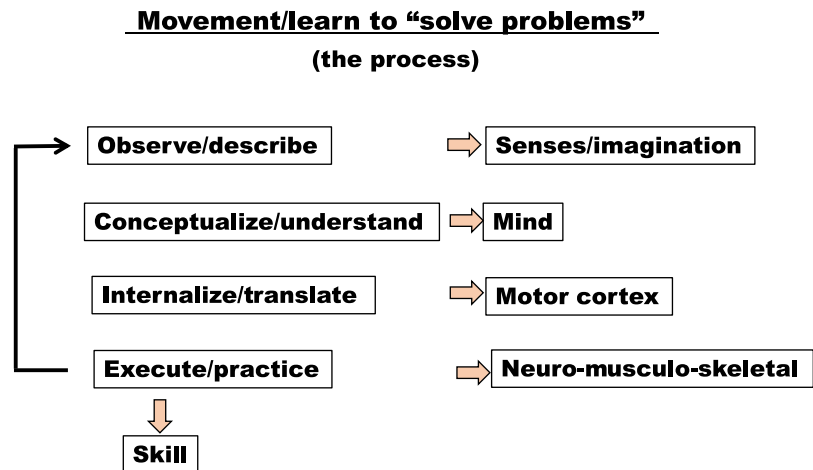 Movement/learn to “solve problems”
(the process)
Observe/describe
Senses/imagination
Conceptualize/understand
Mind
Internalize/translate
Motor cortex
Execute/practice
Neuro-musculo-skeletal
Skill